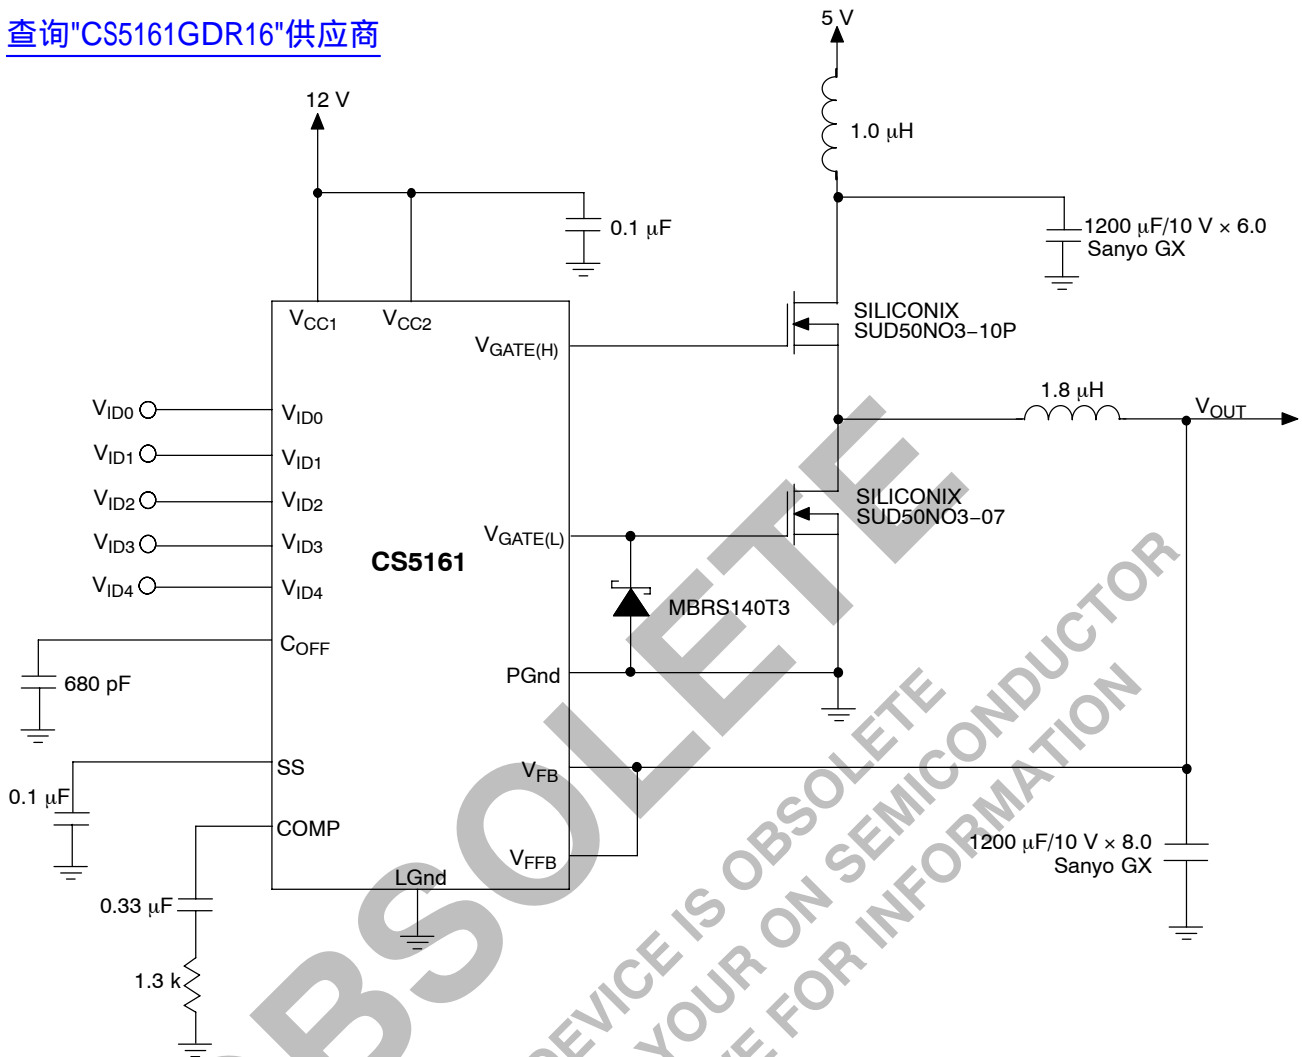 查询"CS5161GDR16"供应商
5 V
12 V
1.0 μH
0.1 μF
1200 μF/10 V × 6.0
Sanyo GX
VCC1
VCC2
VGATE(H)
SILICONIX
SUD50NO3−10P
1.8 μH
VOUT
VID0
VID0
VID1
VID1
VID2
VID2
VID3
VID3
VID4
VID4
CS5161
VGATE(L)
SILICONIX
SUD50NO3−07
MBRS140T3
COFF
680 pF
PGnd
SS
0.1 μF
VFB
COMP
VFFB
LGnd
1200 μF/10 V × 8.0
Sanyo GX
0.33 μF
1.3 k
OBSOLETE
DEVICE IS OBSOLETE
YOUR ON SEMICONDUCTOR
FOR INFORMATION